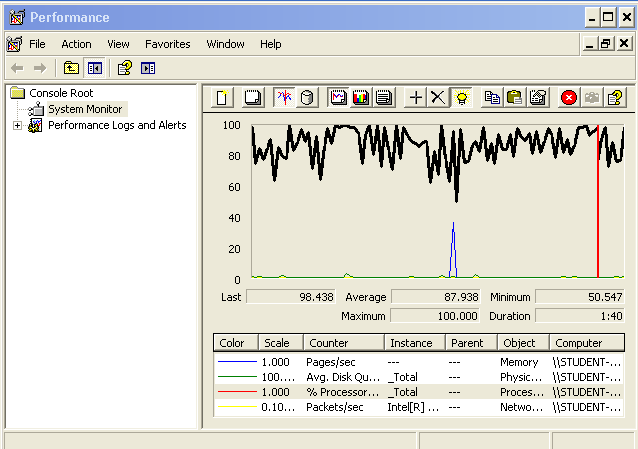 Performance
File Action View Favorites Window Help
Console Root
System Monitor
Performance Logs and Alerts
100
80
60
40
20
0
Last 98.438 Average 87.938 Minimum 50.547
Maximum 100.000 Duration 1:40
Color Scale Counter Instance Parent Object Computer
1.000 Pages/sec --- --- Memory \\STUDENT-...
100.... Avg. Disk Qu... _Total --- Physic... \\STUDENT-...
1.000 % Processor... _Total --- Proces... \\STUDENT-...
0.10... Packets/sec Intel[R] ... --- Netwo... \\STUDENT-...